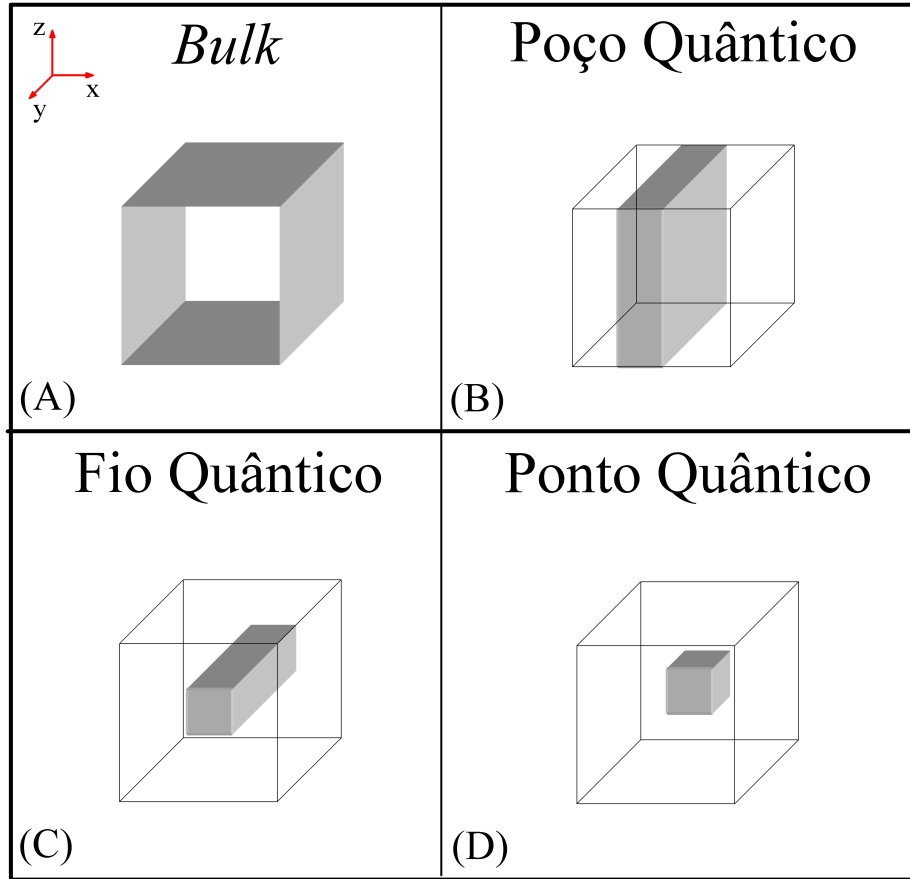 z
x
y
Bulk
(A)
Poço Quântico
(B)
Fio Quântico
(C)
Ponto Quântico
(D)